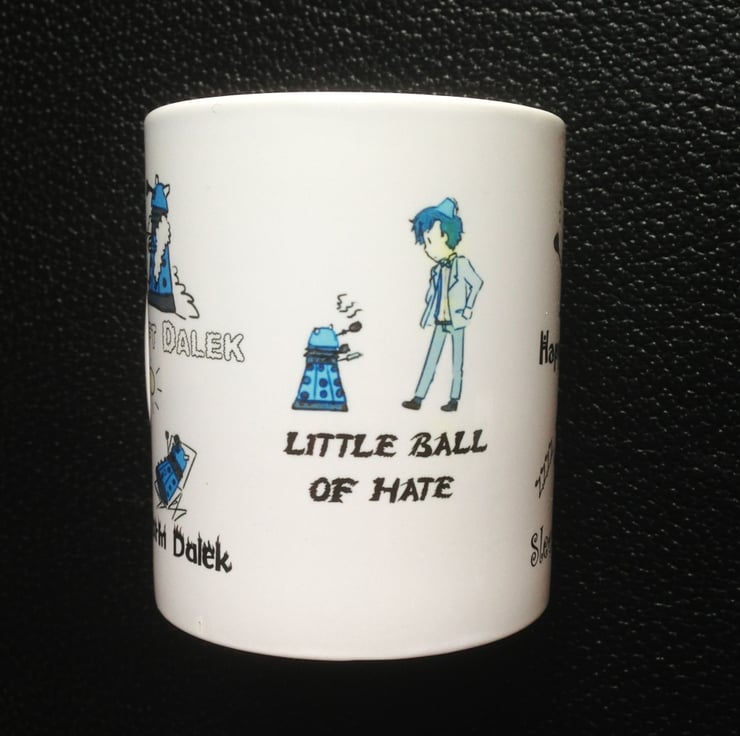 DALEK
LITTLE BALL
OF HATE
Dalek